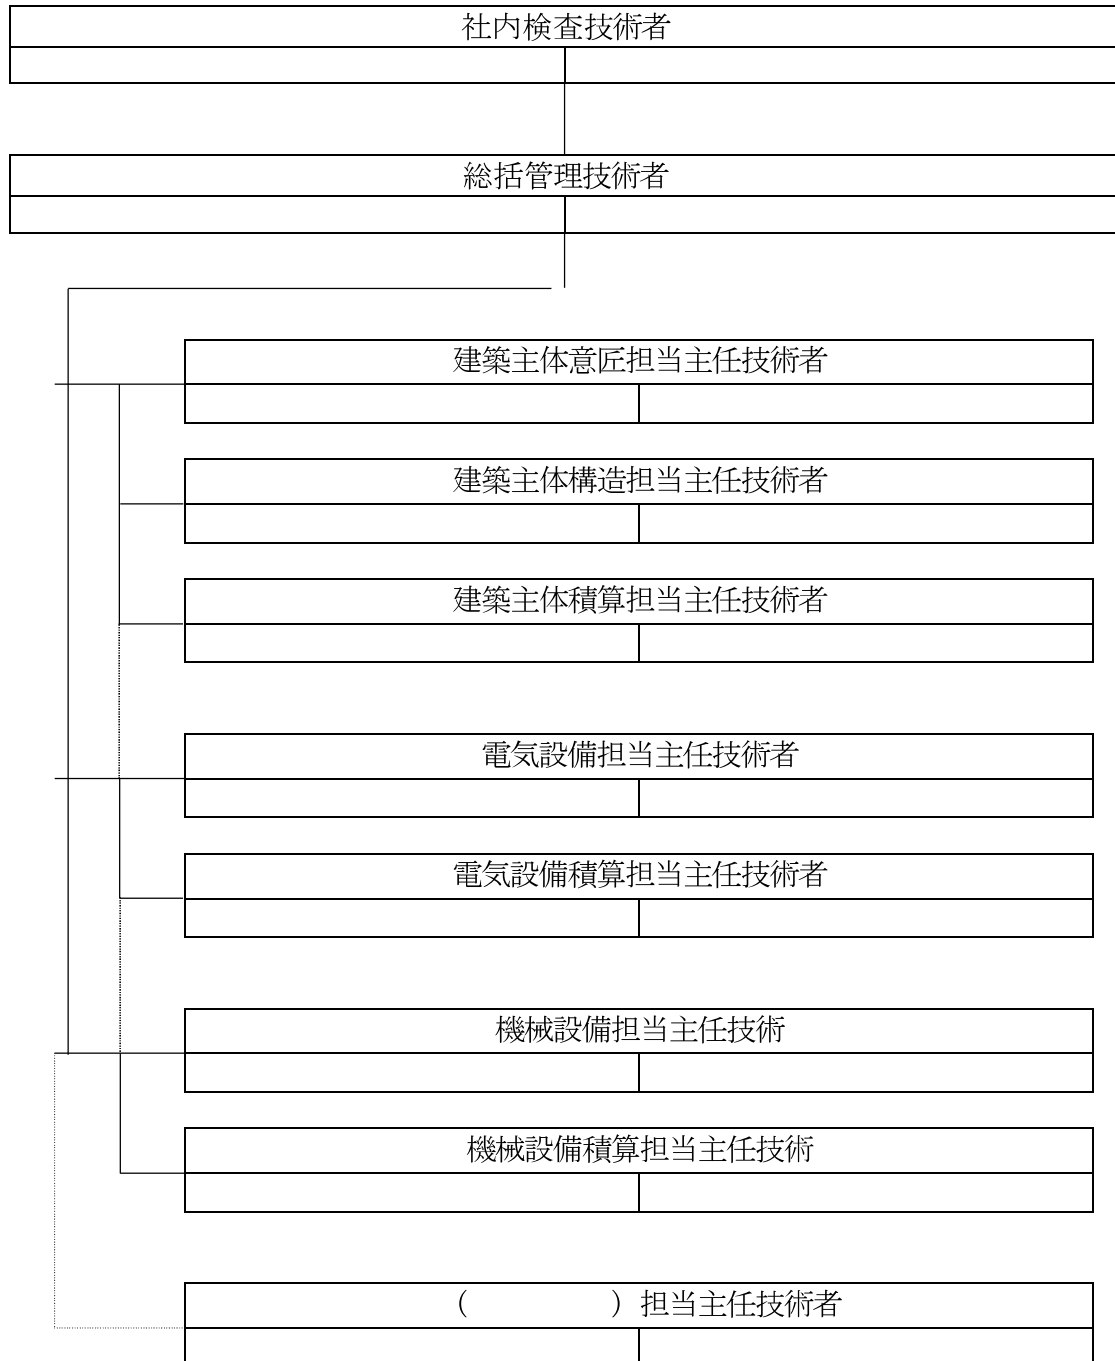 社内検査技術者
総括管理技術者
建築主体意匠担当主任技術者
建築主体構造担当主任技術者
建築主体積算担当主任技術者
電気設備担当主任技術者
電気設備積算担当主任技術者
機械設備担当主任技術
機械設備積算担当主任技術
（　　　　　）担当主任技術者